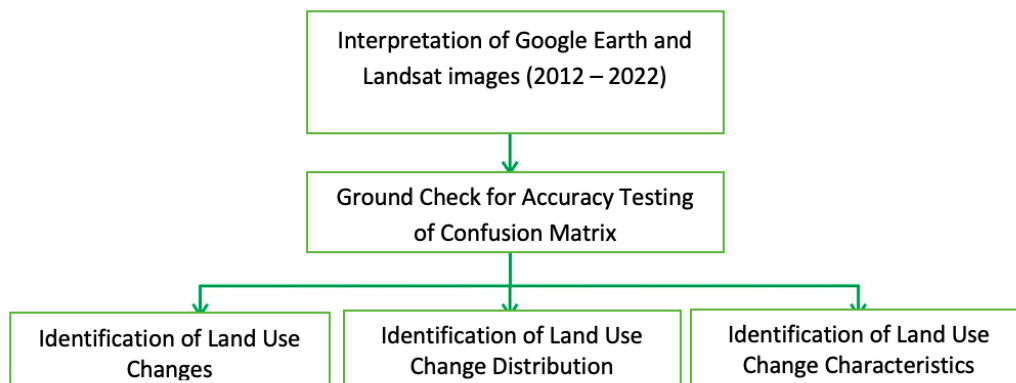 Interpretation of Google Earth and
Landsat images (2012 – 2022)
Ground Check for Accuracy Testing
of Confusion Matrix
Identification of Land Use
Changes
Identification of Land Use
Change Distribution
Identification of Land Use
Change Characteristics